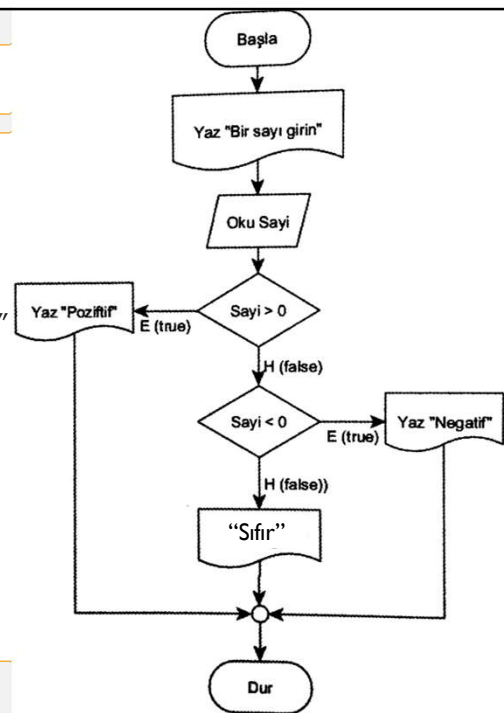 Başla
Yaz "Bir sayı girin"
Oku Sayi
Sayi > 0
”
Yaz "Poziftif"
E (true)
H (false)
Sayi < 0
E (true)
Yaz "Negatif"
H (false))
“Sıfır”
Dur